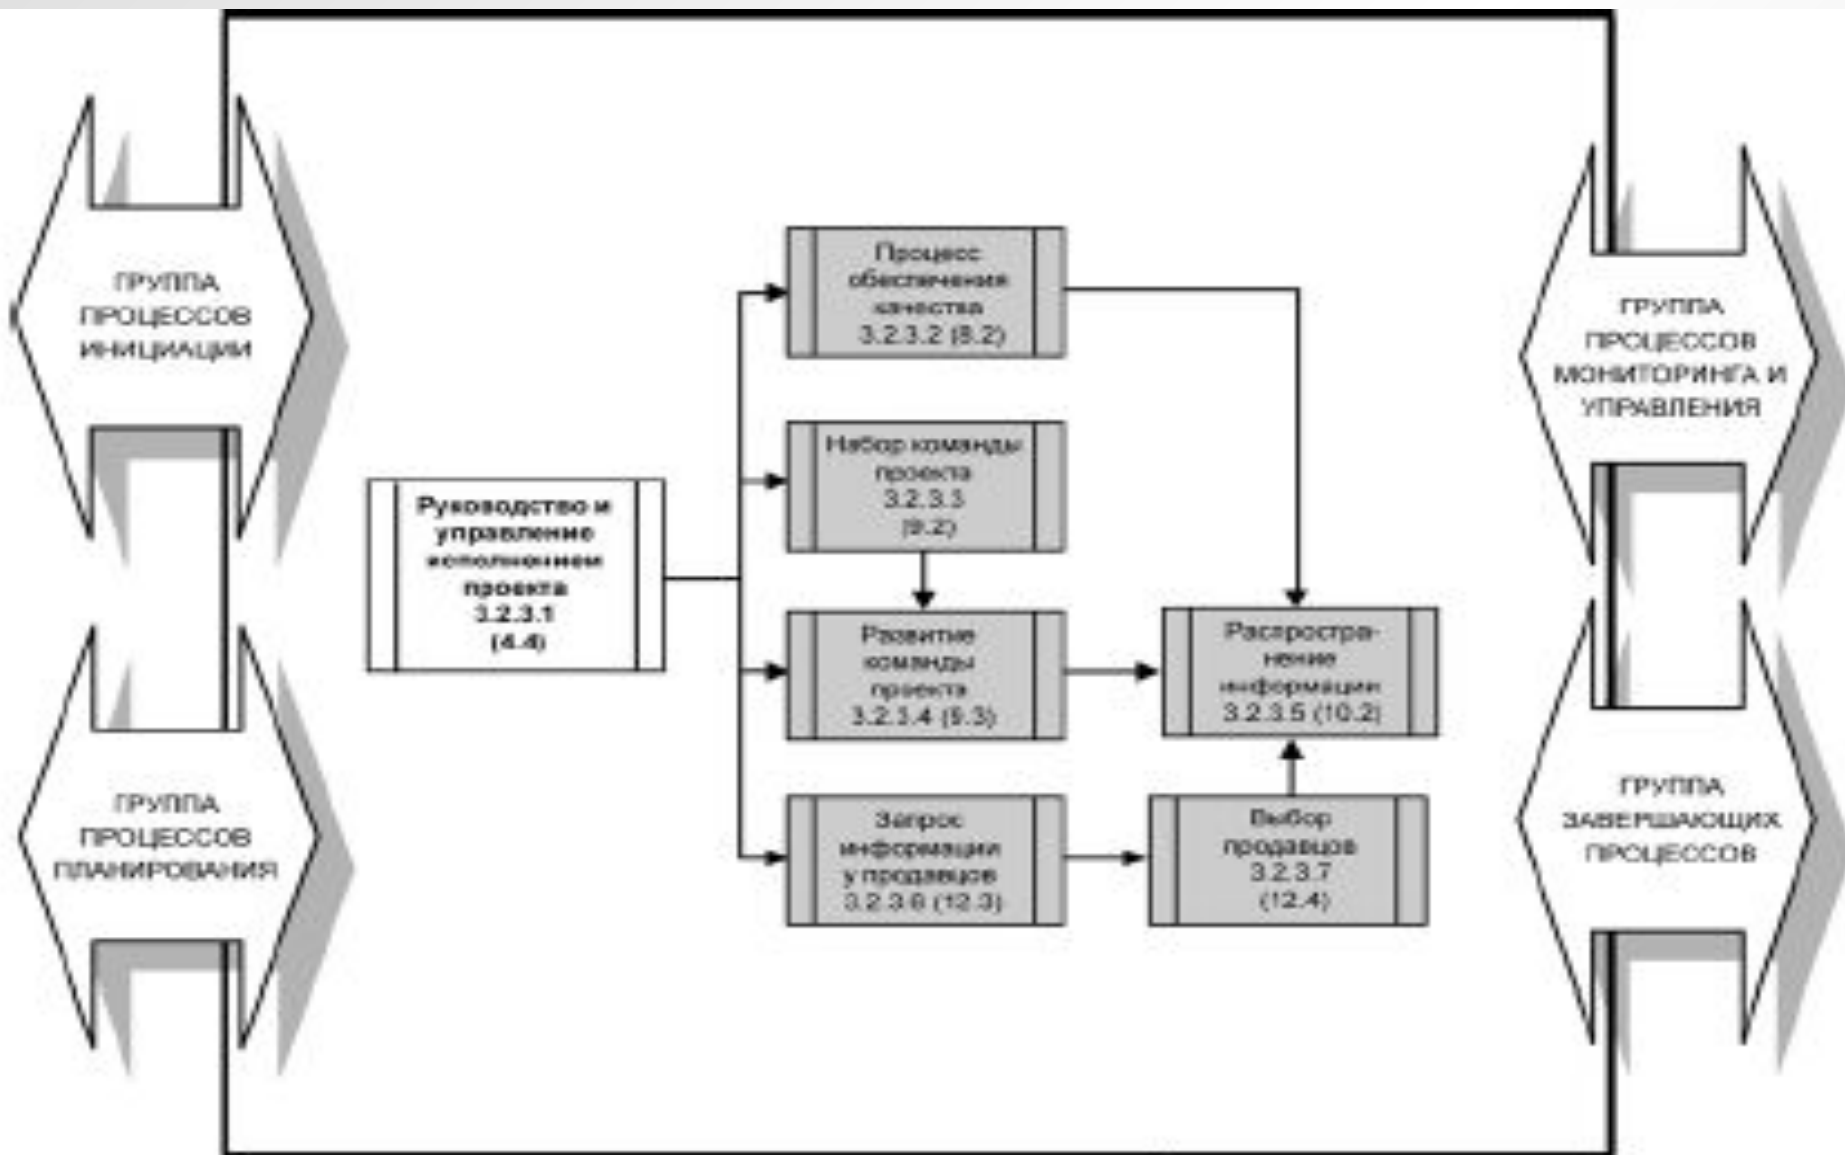 ГРУППА
ПРОЦЕССОВ
ИНИЦИАЦИИ
ГРУППА
ПРОЦЕССОВ
ПЛАНИРОВАНИЯ
Руководство и
управление
исполнением
проекта
3.2.3.1
(4.4)
Процесс
обеспечения
качества
3.2.3.2 (8.2)
Набор команды
проекта
3.2.3.3
(9.2)
Развитие
команды
проекта
3.2.3.4 (9.3)
Запрос
информации
у продавцов
3.2.3.6 (12.3)
Распростра-
нение
информации
3.2.3.5 (10.2)
Выбор
продавцов
3.2.3.7
(12.4)
ГРУППА
ПРОЦЕССОВ
МОНИТОРИНГА И
УПРАВЛЕНИЯ
ГРУППА
ЗАВЕРШАЮЩИХ
ПРОЦЕССОВ